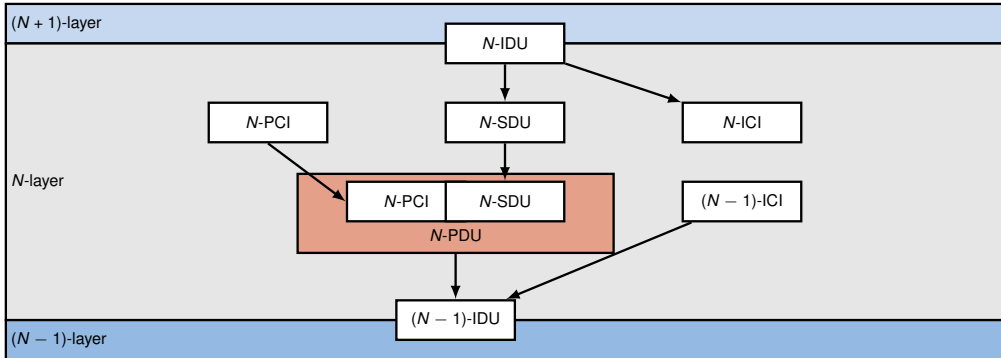 (N + 1)-layer
N-IDU
N-PCI
N-SDU
N-ICI
N-layer
N-PCI
N-SDU
(N − 1)-ICI
N-PDU
(N − 1)-IDU
(N − 1)-layer